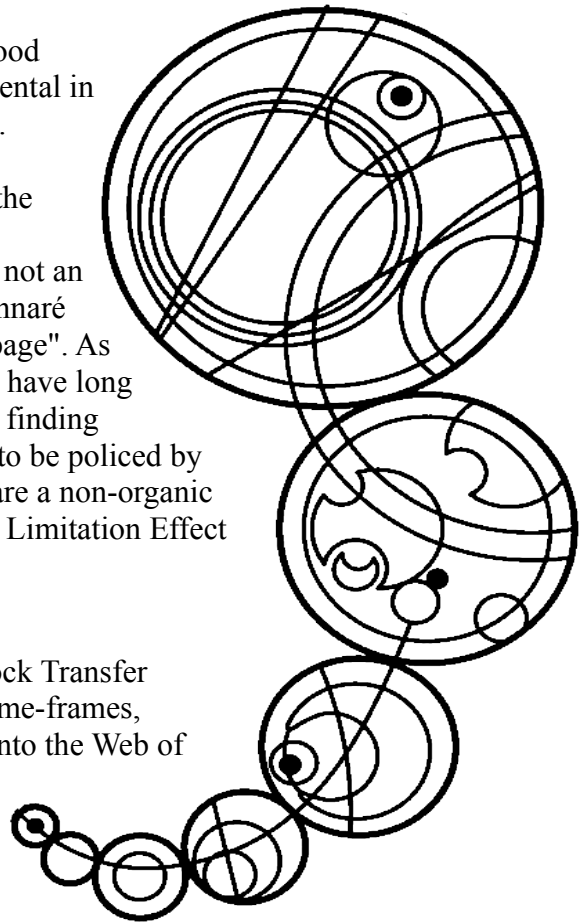 ood
ental in
.
the
not an
nnaré
page". As
have long
finding
to be policed by
are a non-organic
Limitation Effect
ock Transfer
me-frames,
nto the Web of